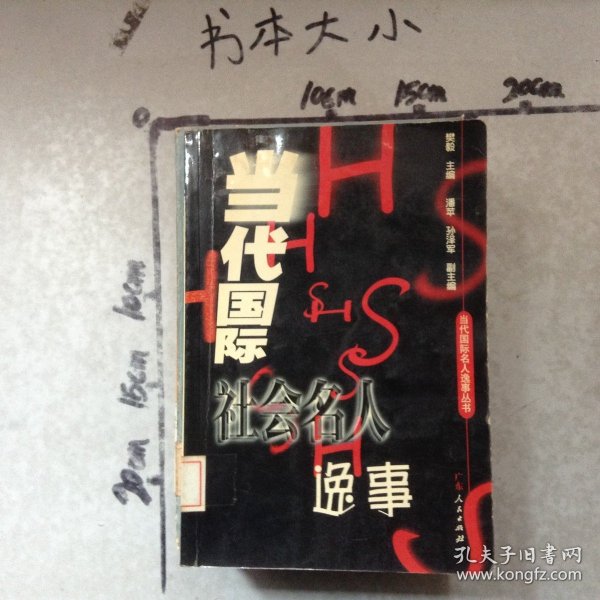 书本大小
10cm 15cm 20cm
10cm
15cm
20cm
当代国际
社会名人
逸事
樊毅 主编 潘苹 孙泽军 副主编
当代国际名人逸事丛书
广东人民出版社
H
S
H
S
H
S
S
H
S
孔夫子旧书网
www.kongfz.com